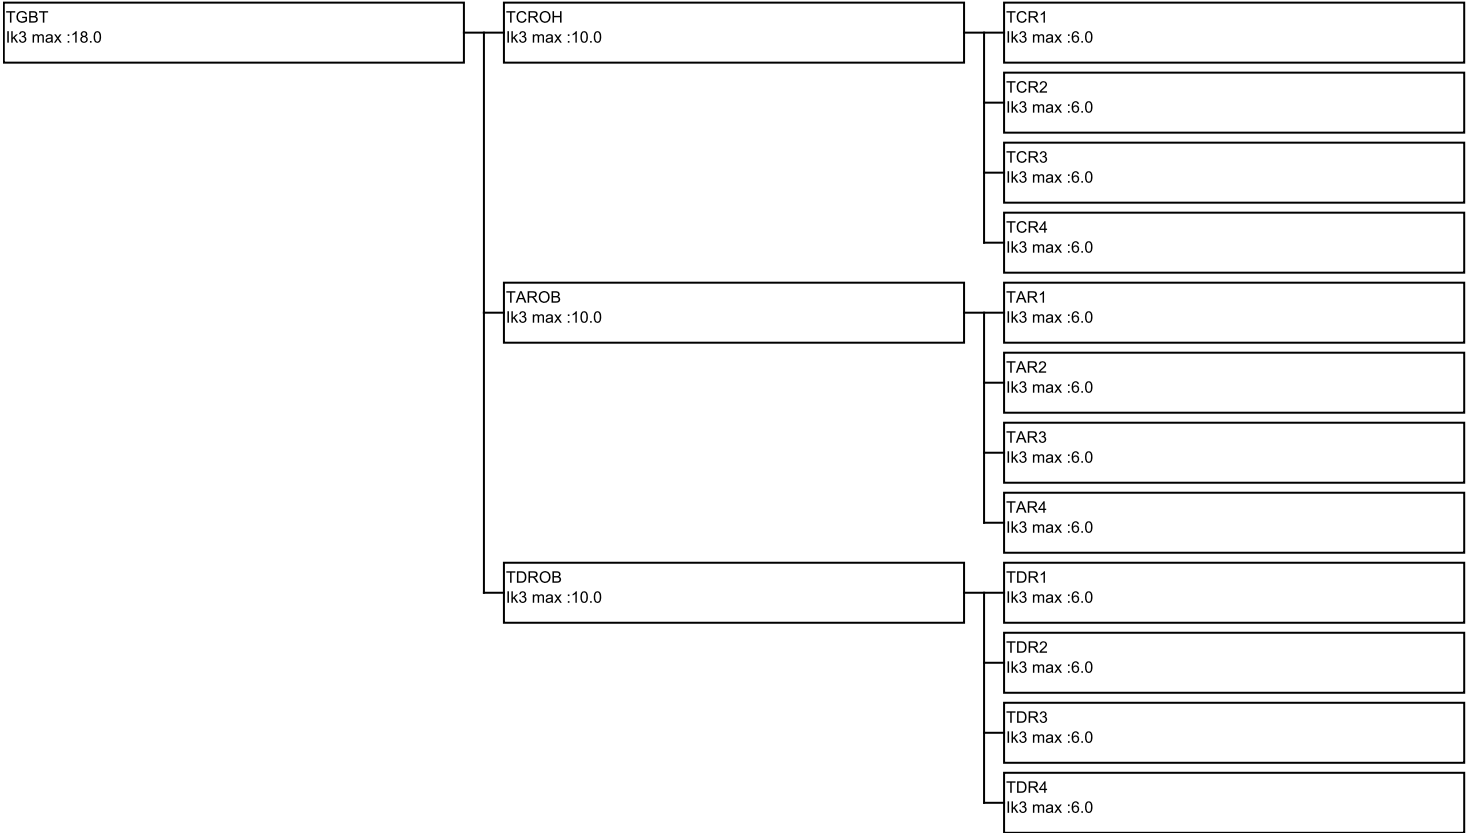 TGBT
Ik3 max :18.0
TCROH
Ik3 max :10.0
TCR1
Ik3 max :6.0
TCR2
Ik3 max :6.0
TCR3
Ik3 max :6.0
TCR4
Ik3 max :6.0
TAROB
Ik3 max :10.0
TAR1
Ik3 max :6.0
TAR2
Ik3 max :6.0
TAR3
Ik3 max :6.0
TAR4
Ik3 max :6.0
TDROB
Ik3 max :10.0
TDR1
Ik3 max :6.0
TDR2
Ik3 max :6.0
TDR3
Ik3 max :6.0
TDR4
Ik3 max :6.0